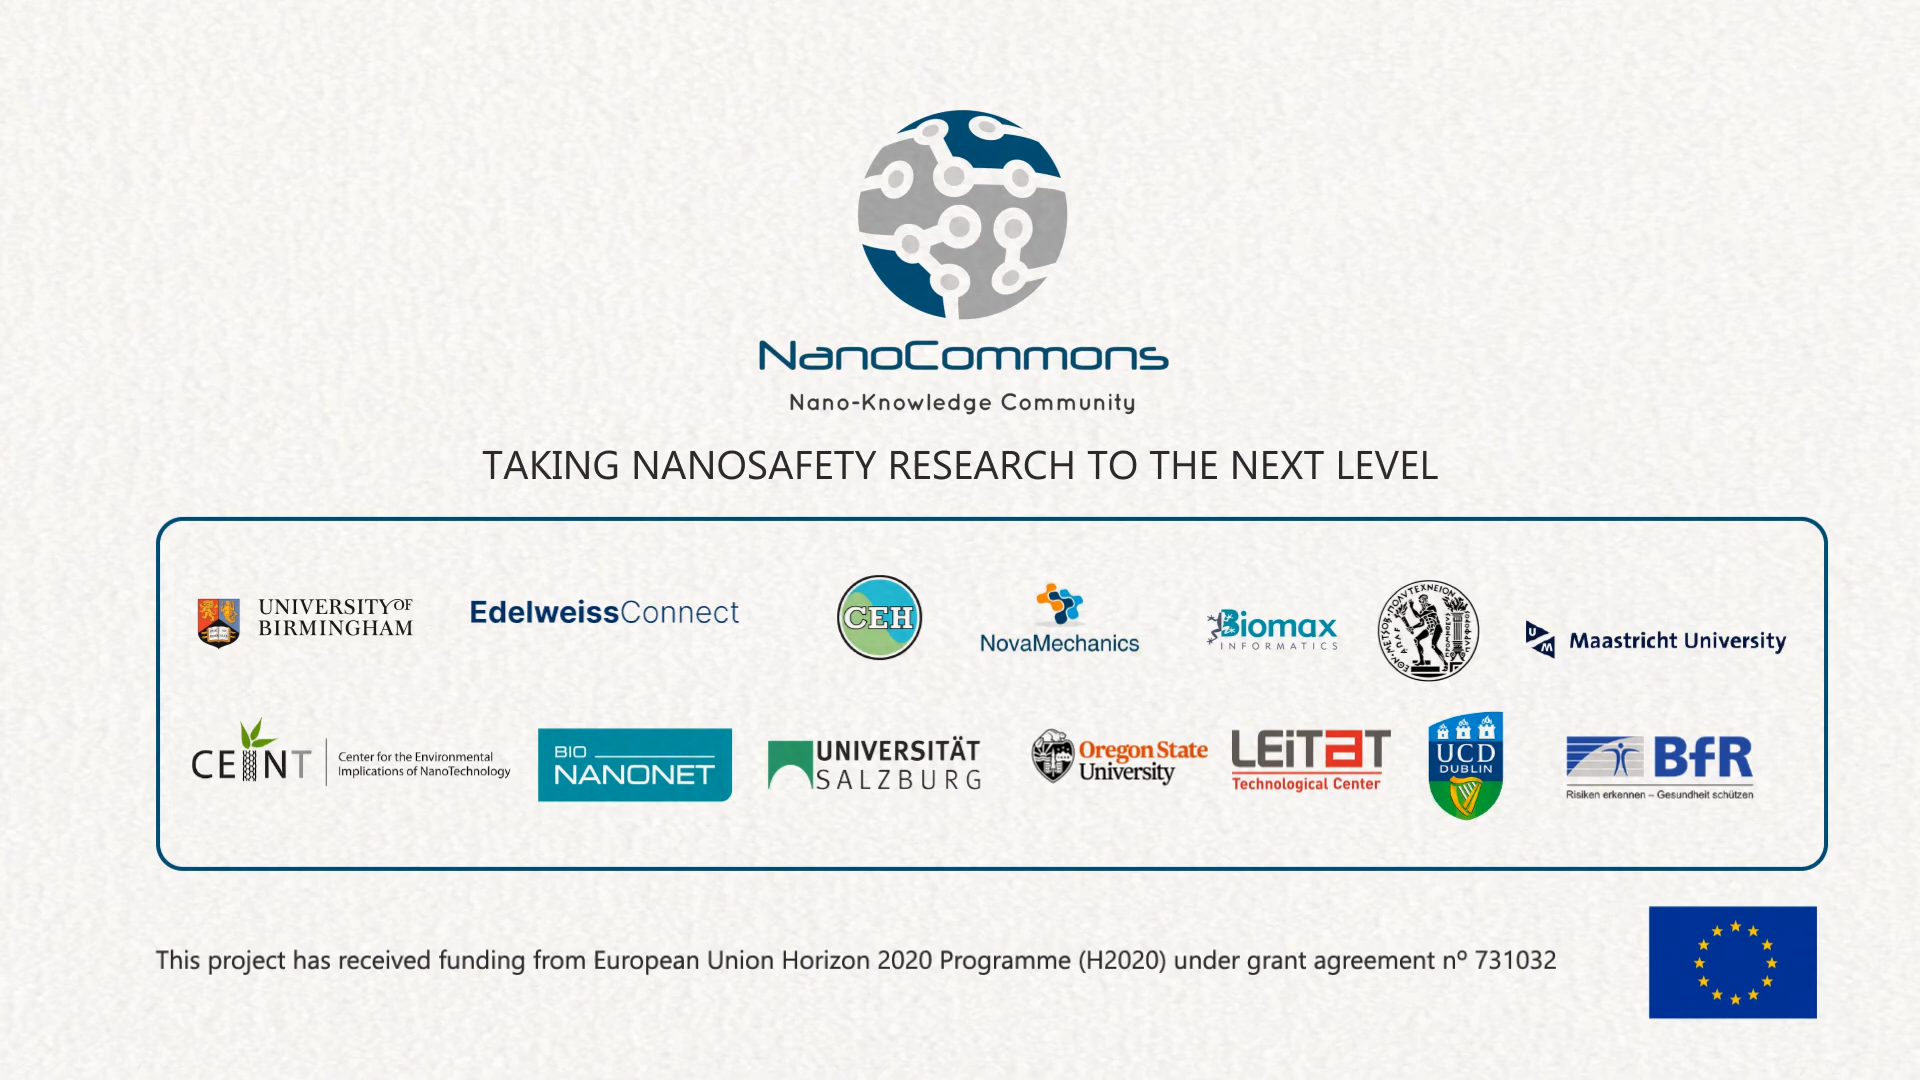 NanoCommons
Nano-Knowledge Community
TAKING NANOSAFETY RESEARCH TO THE NEXT LEVEL
UNIVERSITY OF
BIRMINGHAM
EdelweissConnect
CEH
NovaMechanics
Biomax
INFORMATICS
UM
Maastricht University
CEINT
Center for the Environmental
Implications of NanoTechnology
BIO
NANONET
UNIVERSITÄT
SALZBURG
Oregon State
University
LEITAT
Technological Center
UCD
DUBLIN
BfR
Risiken erkennen – Gesundheit schützen
This project has received funding from European Union Horizon 2020 Programme (H2020) under grant agreement nº 731032